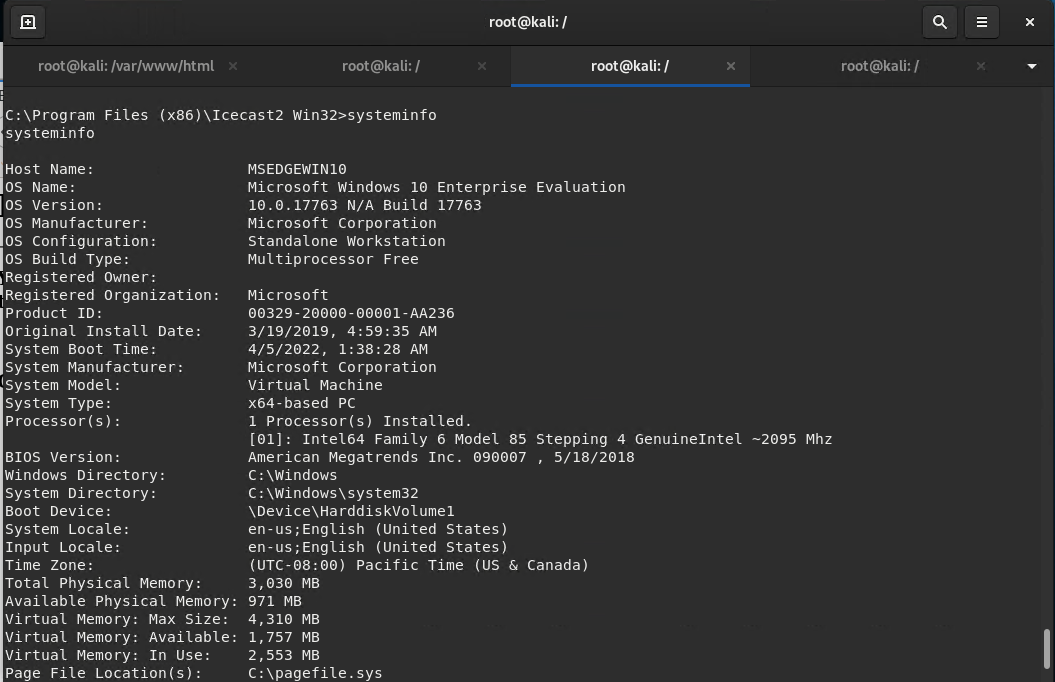 root@kali: /
root@kali: /var/www/html
root@kali: /
root@kali: /
root@kali: /
C:\Program Files (x86)\Icecast2 Win32>systeminfo
systeminfo
Host Name:                 MSEDGEWIN10
OS Name:                   Microsoft Windows 10 Enterprise Evaluation
OS Version:                10.0.17763 N/A Build 17763
OS Manufacturer:           Microsoft Corporation
OS Configuration:          Standalone Workstation
OS Build Type:             Multiprocessor Free
Registered Owner:
Registered Organization:   Microsoft
Product ID:                00329-20000-00001-AA236
Original Install Date:     3/19/2019, 4:59:35 AM
System Boot Time:          4/5/2022, 1:38:28 AM
System Manufacturer:       Microsoft Corporation
System Model:              Virtual Machine
System Type:               x64-based PC
Processor(s):              1 Processor(s) Installed.
                           [01]: Intel64 Family 6 Model 85 Stepping 4 GenuineIntel ~2095 Mhz
BIOS Version:              American Megatrends Inc. 090007 , 5/18/2018
Windows Directory:         C:\Windows
System Directory:          C:\Windows\system32
Boot Device:               \Device\HarddiskVolume1
System Locale:             en-us;English (United States)
Input Locale:              en-us;English (United States)
Time Zone:                 (UTC-08:00) Pacific Time (US & Canada)
Total Physical Memory:     3,030 MB
Available Physical Memory: 971 MB
Virtual Memory: Max Size:  4,310 MB
Virtual Memory: Available: 1,757 MB
Virtual Memory: In Use:    2,553 MB
Page File Location(s):     C:\pagefile.sys